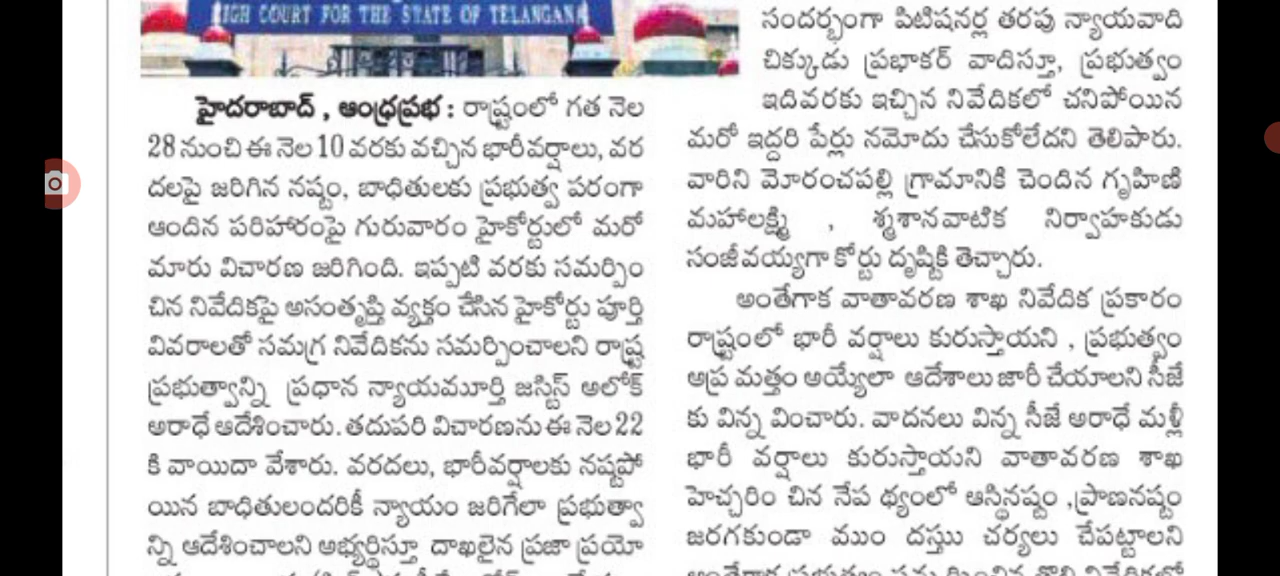 HIGH COURT FOR THE STATE OF TELANGANA
హైదరాబాద్ , ఆంధ్రప్రభ : రాష్ట్రంలో గత నెల
28 నుంచి ఈ నెల 10 వరకు వచ్చిన భారీవర్షాలు, వర
దలపై జరిగిన నష్టం, బాధితులకు ప్రభుత్వ పరంగా
ఆందిన పరిహారంపై గురువారం హైకోర్టులో మరో
మారు విచారణ జరిగింది. ఇప్పటి వరకు సమర్పిం
చిన నివేదికపై అసంతృప్తి వ్యక్తం చేసిన హైకోర్టు పూర్తి
వివరాలతో సమగ్ర నివేదికను సమర్పించాలని రాష్ట్ర
ప్రభుత్వాన్ని ప్రధాన న్యాయమూర్తి జస్టిస్ అలోక్
అరాధే ఆదేశించారు. తదుపరి విచారణను ఈ నెల 22
కి వాయిదా వేశారు. వరదలు, భారీవర్షాలకు నష్టపో
యిన బాధితులందరికీ న్యాయం జరిగేలా ప్రభుత్వా
న్ని ఆదేశించాలని అభ్యర్థిస్తూ దాఖలైన ప్రజా ప్రయో
సందర్భంగా పిటిషనర్ల తరపు న్యాయవాది
చిక్కుడు ప్రభాకర్ వాదిస్తూ, ప్రభుత్వం
ఇదివరకు ఇచ్చిన నివేదికలో చనిపోయిన
మరో ఇద్దరి పేర్లు నమోదు చేసుకోలేదని తెలిపారు.
వారిని మోరంచపల్లి గ్రామానికి చెందిన గృహిణి
మహాలక్ష్మి , శ్మశానవాటిక నిర్వాహకుడు
సంజీవయ్యగా కోర్టు దృష్టికి తెచ్చారు.
అంతేగాక వాతావరణ శాఖ నివేదిక ప్రకారం
రాష్ట్రంలో భారీ వర్షాలు కురుస్తాయని , ప్రభుత్వం
అప్ర మత్తం అయ్యేలా ఆదేశాలు జారీ చేయాలని సీజే
కు విన్న వించారు. వాదనలు విన్న సీజే అరాధే మళ్లీ
భారీ వర్షాలు కురుస్తాయని వాతావరణ శాఖ
హెచ్చరిం చిన నేప థ్యంలో ఆస్తినష్టం ,ప్రాణనష్టం
జరగకుండా ముం దస్తు చర్యలు చేపట్టాలని